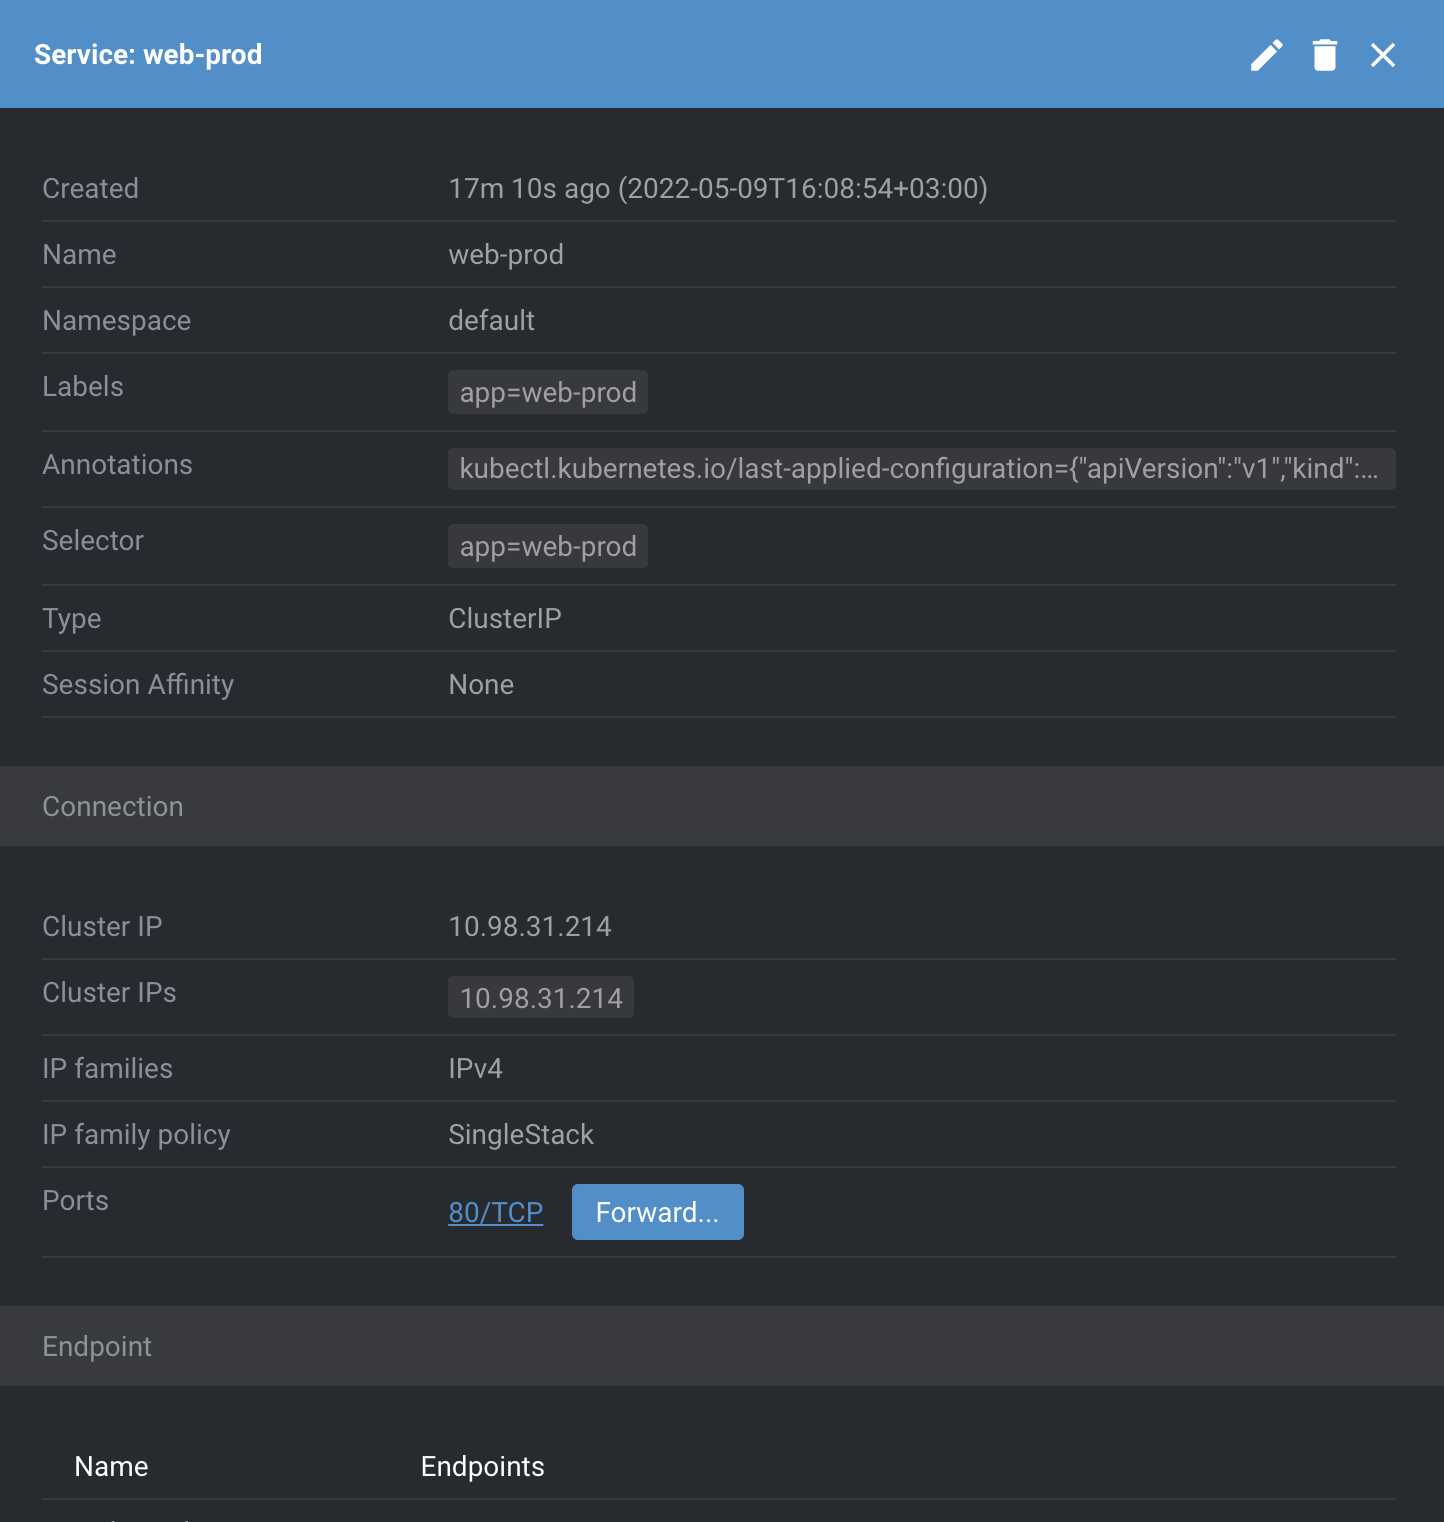 Service: web-prod
Created 17m 10s ago (2022-05-09T16:08:54+03:00)
Name web-prod
Namespace default
Labels app=web-prod
Annotations kubectl.kubernetes.io/last-applied-configuration={"apiVersion":"v1","kind":...
Selector app=web-prod
Type ClusterIP
Session Affinity None
Connection
Cluster IP 10.98.31.214
Cluster IPs 10.98.31.214
IP families IPv4
IP family policy SingleStack
Ports 80/TCP Forward...
Endpoint
Name Endpoints